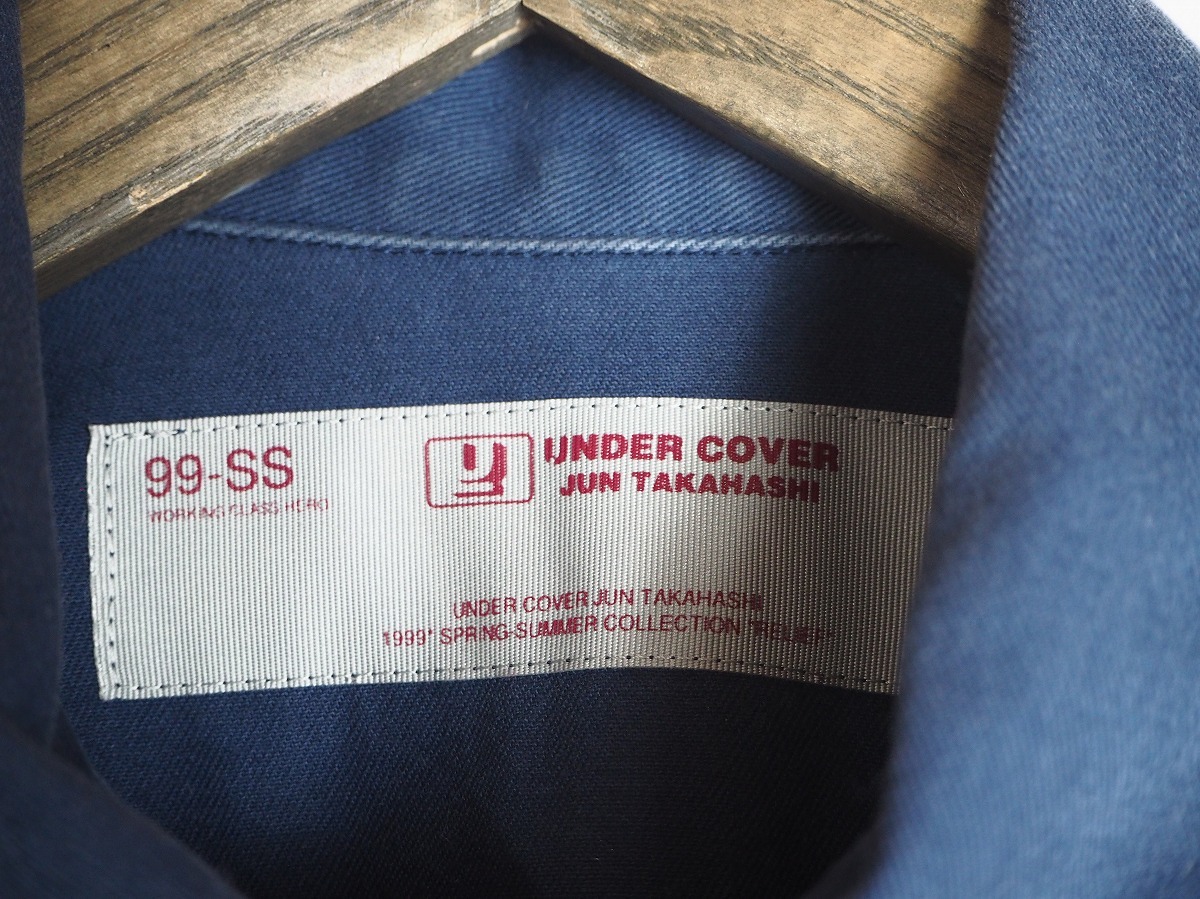 99-SS
WORKING CLASS HERO
UNDER COVER
JUN TAKAHASHI
UNDER COVER JUN TAKAHASHI
1999' SPRING-SUMMER COLLECTION "RELIEF"